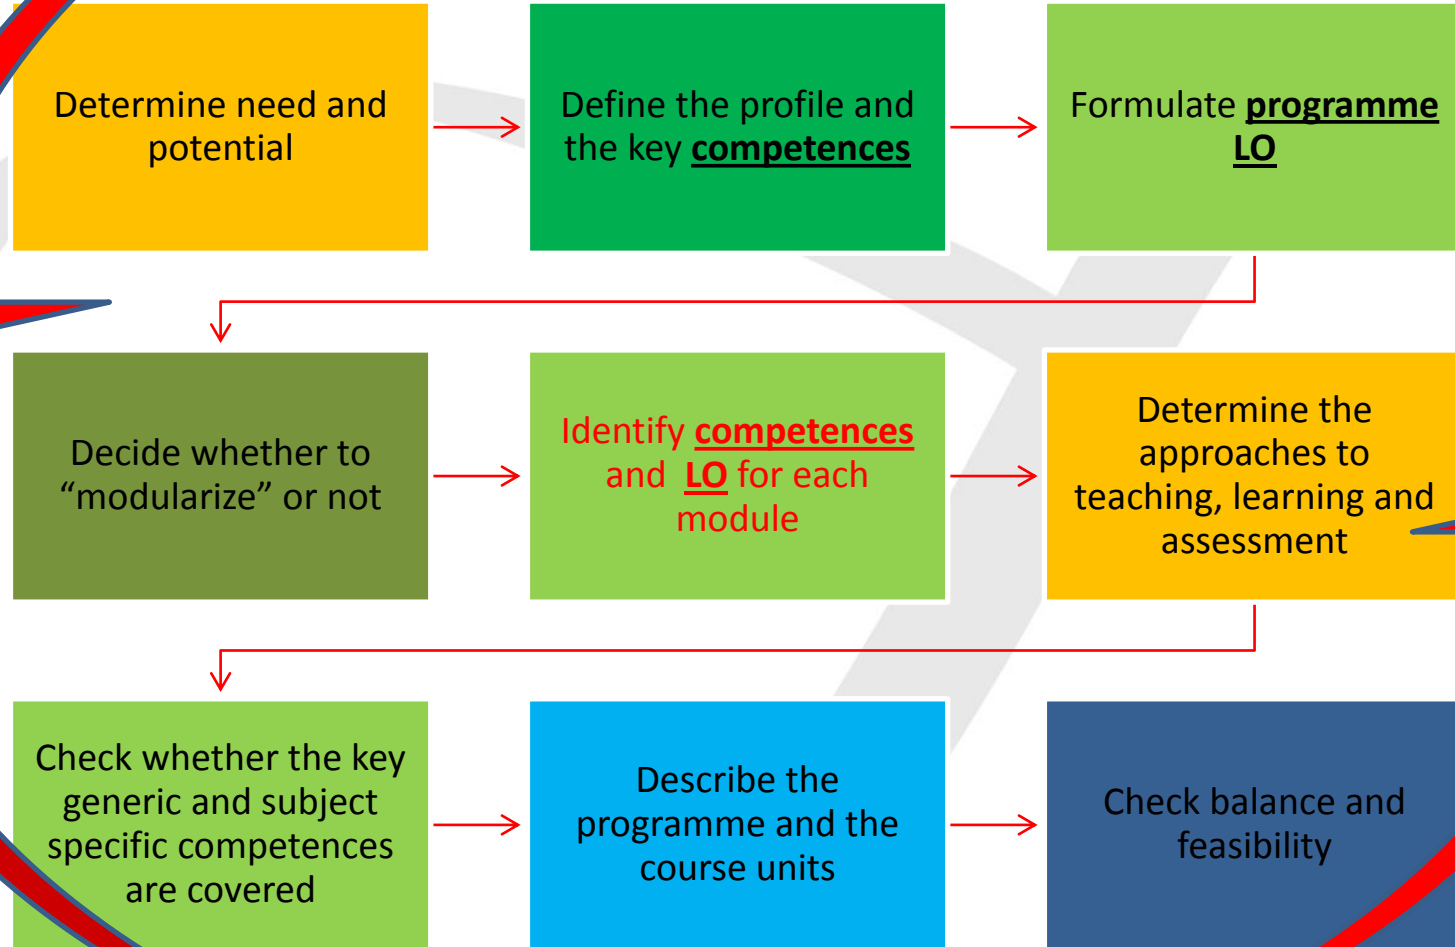 Determine need and
potential
Define the profile and
the key competences
Formulate programme
LO
Decide whether to
“modularize” or not
Identify competences
and LO for each
module
Determine the
approaches to
teaching, learning and
assessment
Check whether the key
generic and subject
specific competences
are covered
Describe the
programme and the
course units
Check balance and
feasibility